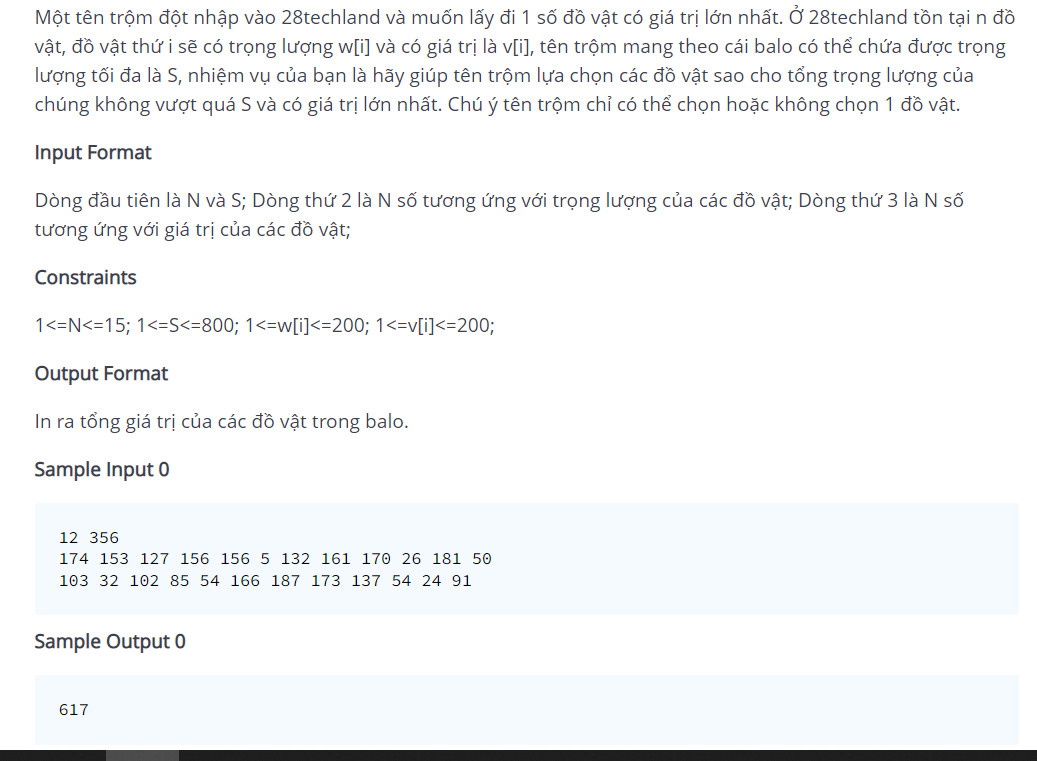 Một tên trộm đột nhập vào 28techland và muốn lấy đi 1 số đồ vật có giá trị lớn nhất. Ở 28techland tồn tại n đồ
vật, đồ vật thứ i sẽ có trọng lượng w[i] và có giá trị là v[i], tên trộm mang theo cái balo có thể chứa được trọng
lượng tối đa là S, nhiệm vụ của bạn là hãy giúp tên trộm lựa chọn các đồ vật sao cho tổng trọng lượng của
chúng không vượt quá S và có giá trị lớn nhất. Chú ý tên trộm chỉ có thể chọn hoặc không chọn 1 đồ vật.
Input Format
Dòng đầu tiên là N và S; Dòng thứ 2 là N số tương ứng với trọng lượng của các đồ vật; Dòng thứ 3 là N số
tương ứng với giá trị của các đồ vật;
Constraints
1<=N<=15; 1<=S<=800; 1<=w[i]<=200; 1<=v[i]<=200;
Output Format
In ra tổng giá trị của các đồ vật trong balo.
Sample Input 0
12 356
174 153 127 156 156 5 132 161 170 26 181 50
103 32 102 85 54 166 187 173 137 54 24 91
Sample Output 0
617